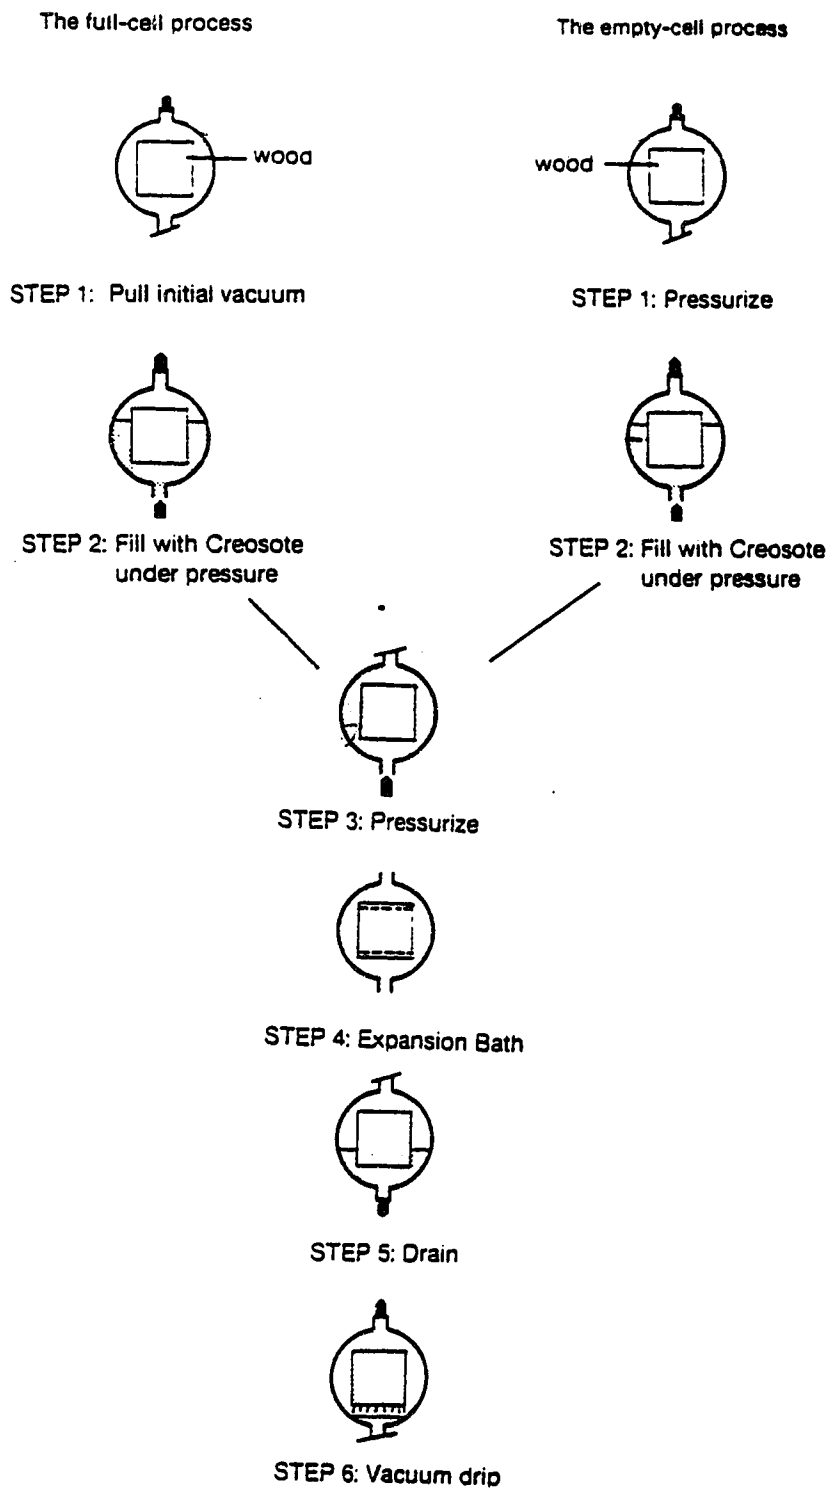 The full-cell process
The empty-cell process
wood
wood
STEP 1: Pull initial vacuum
STEP 1: Pressurize
STEP 2: Fill with Creosote
under pressure
STEP 2: Fill with Creosote
under pressure
STEP 3: Pressurize
STEP 4: Expansion Bath
STEP 5: Drain
STEP 6: Vacuum drip